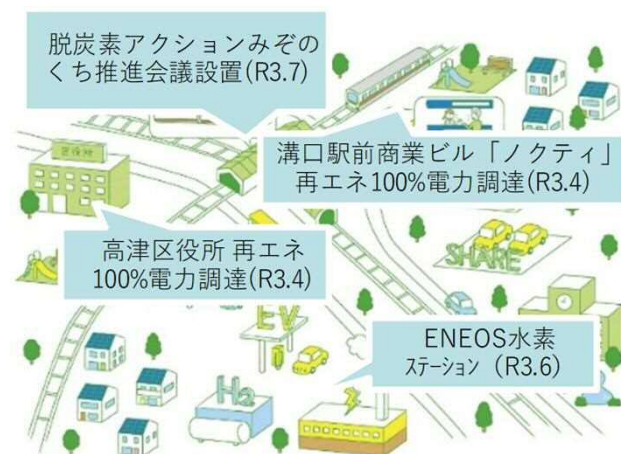 脱炭素アクションみぞの
くち推進会議設置(R3.7)
溝口駅前商業ビル「ノクティ」
再エネ100%電力調達(R3.4)
区役所
高津区役所 再エネ
100%電力調達(R3.4)
SHARE
EV
ENEOS水素
ｽﾃｰｼｮﾝ（R3.6）
H2